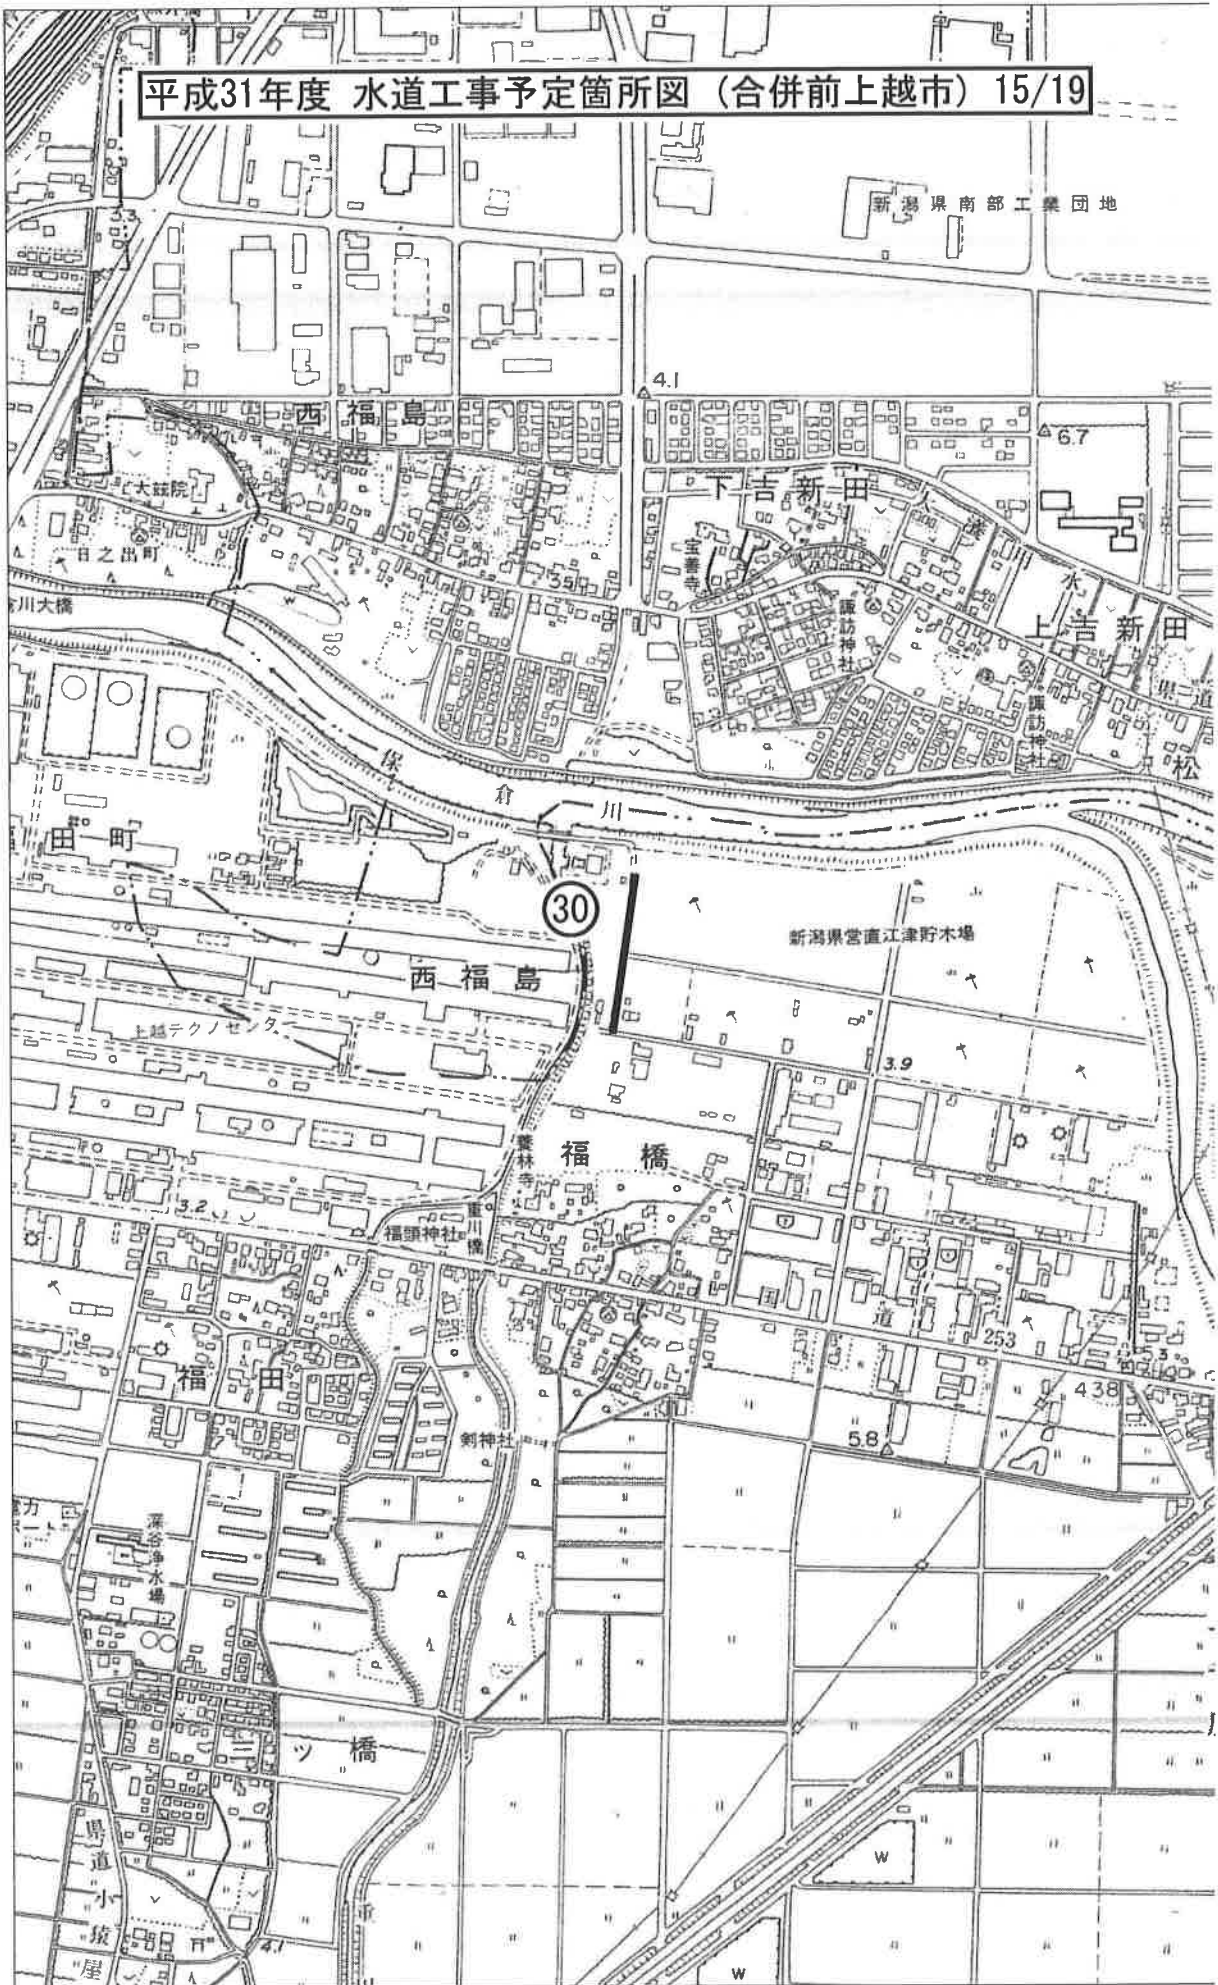 平成31年度 水道工事予定箇所図 (合併前上越市) 15/19
3.3
新潟県南部工業団地
4.1
西福島
6.7
下吉新田
日之出町
宝善寺
3.5
諏訪神社
水
上吉新田
川大橋
諏訪神社
県道
松
保
倉
川
田町
30
新潟県営直江津貯木場
西福島
上越テクノセンター
3.9
養林寺
福橋
3.2
福頭神社
重川橋
国
道
253
5.3
438
福田
5.8
剣神社
深谷浄水場
三ツ橋
W
県道小猿屋
重
4.1
W